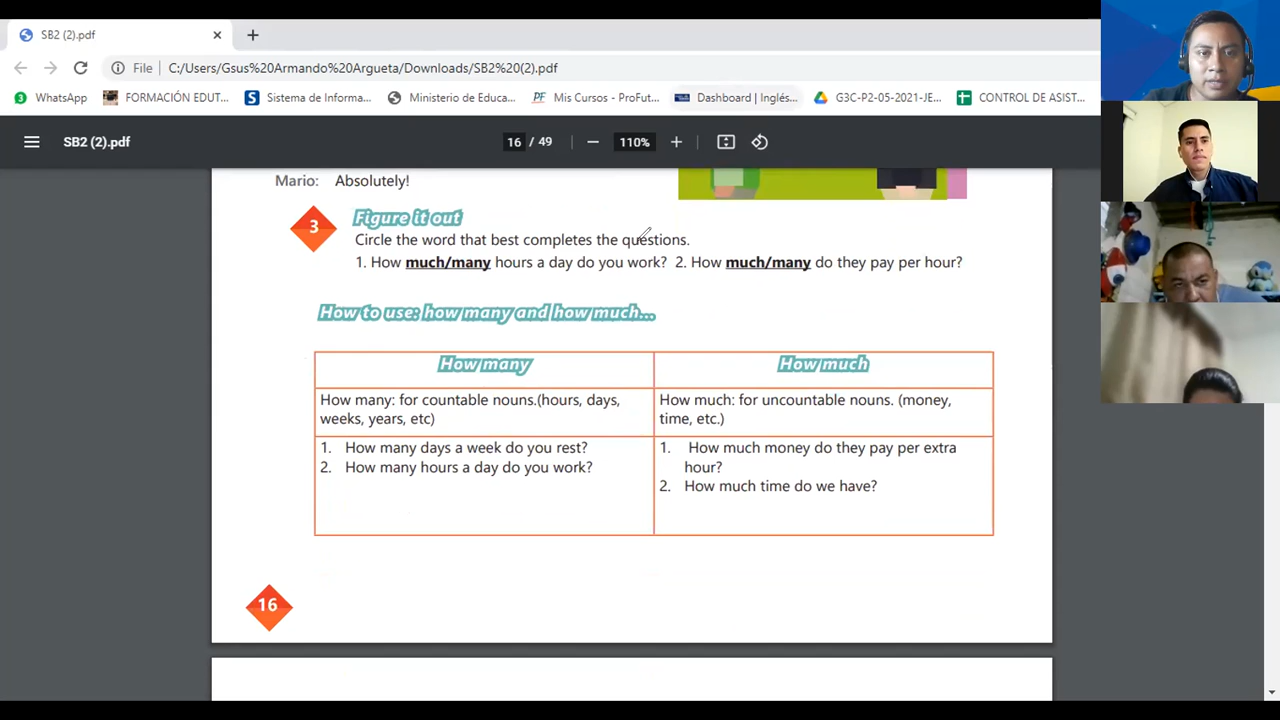 SB2 (2).pdf
File C:/Users/Gsus%20Armando%20Argueta/Downloads/SB2%20(2).pdf
WhatsApp FORMACIÓN EDUT... Sistema de Informa... Ministerio de Educa... Mis Cursos - ProFut... Dashboard | Inglés... G3C-P2-05-2021-JE... CONTROL DE ASIST...
SB2 (2).pdf 16 / 49 110%
Mario: Absolutely!
3 Figure it out
Circle the word that best completes the questions.
1. How much/many hours a day do you work? 2. How much/many do they pay per hour?
How to use: how many and how much...
How many
How many: for countable nouns.(hours, days,
weeks, years, etc)
1. How many days a week do you rest?
2. How many hours a day do you work?
How much
How much: for uncountable nouns. (money,
time, etc.)
1. How much money do they pay per extra
hour?
2. How much time do we have?
16